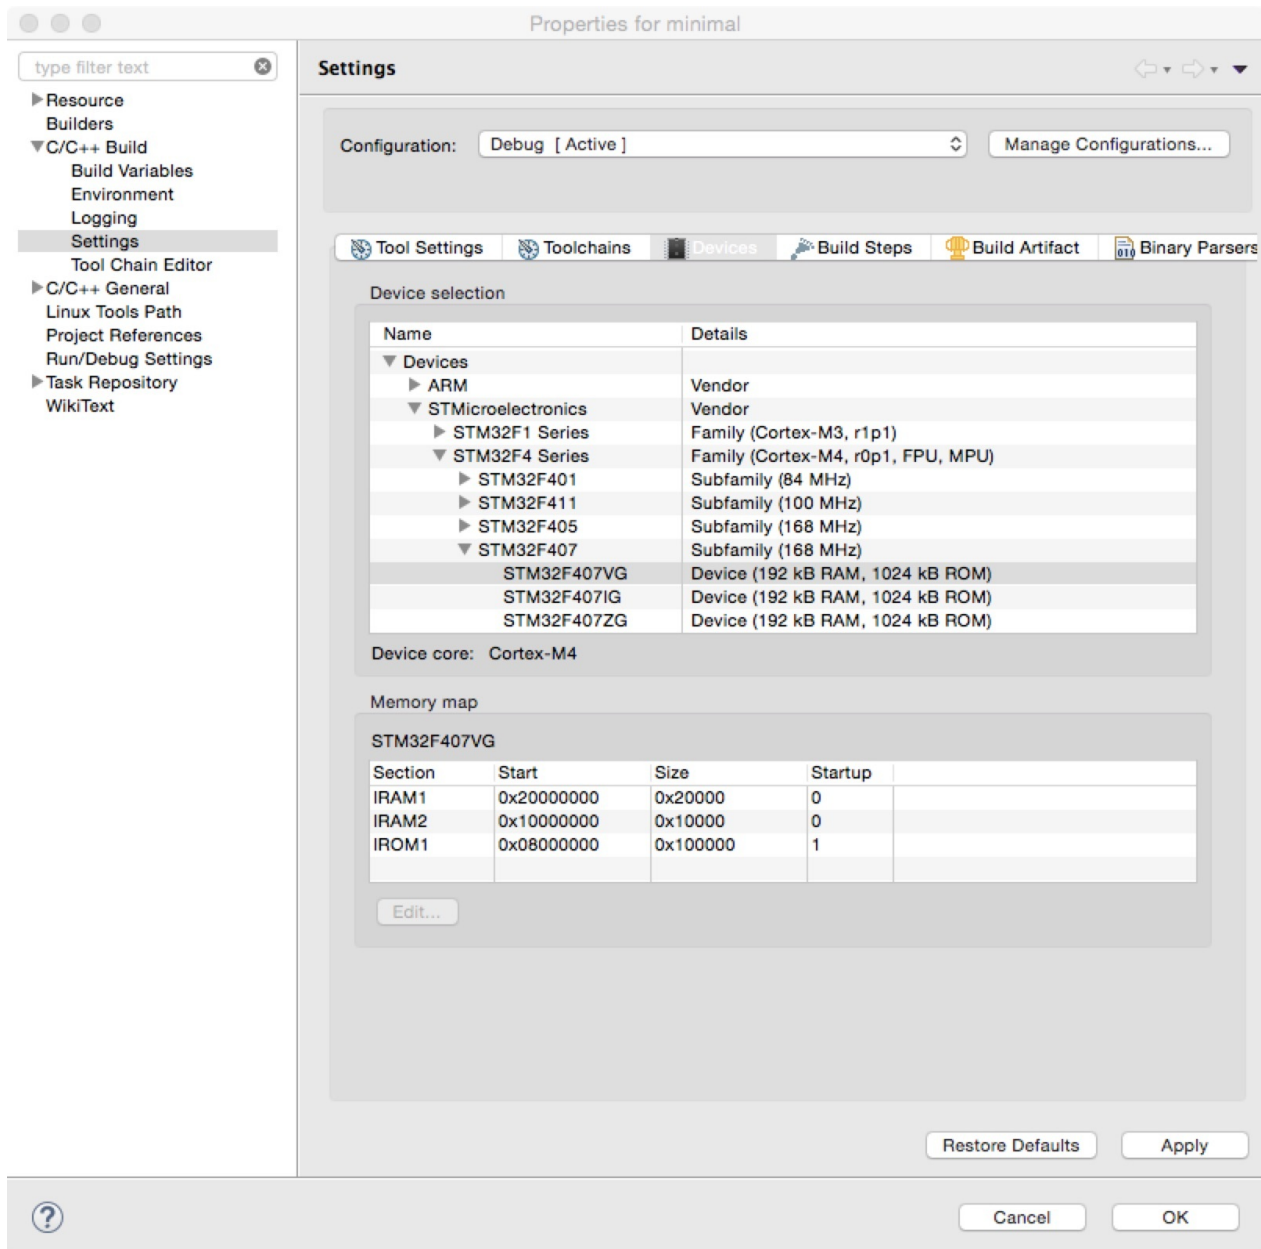 Properties for minimal
type filter text
Resource
Builders
C/C++ Build
Build Variables
Environment
Logging
Settings
Tool Chain Editor
C/C++ General
Linux Tools Path
Project References
Run/Debug Settings
Task Repository
WikiText
Settings
Configuration: Debug [ Active ] Manage Configurations...
Tool Settings Toolchains Devices Build Steps Build Artifact Binary Parsers
Device selection
Name Details
Devices
ARM Vendor
STMicroelectronics Vendor
STM32F1 Series Family (Cortex-M3, r1p1)
STM32F4 Series Family (Cortex-M4, r0p1, FPU, MPU)
STM32F401 Subfamily (84 MHz)
STM32F411 Subfamily (100 MHz)
STM32F405 Subfamily (168 MHz)
STM32F407 Subfamily (168 MHz)
STM32F407VG Device (192 kB RAM, 1024 kB ROM)
STM32F407IG Device (192 kB RAM, 1024 kB ROM)
STM32F407ZG Device (192 kB RAM, 1024 kB ROM)
Device core: Cortex-M4
Memory map
STM32F407VG
Section Start Size Startup
IRAM1 0x20000000 0x20000 0
IRAM2 0x10000000 0x10000 0
IROM1 0x08000000 0x100000 1
Edit...
Restore Defaults Apply
? Cancel OK